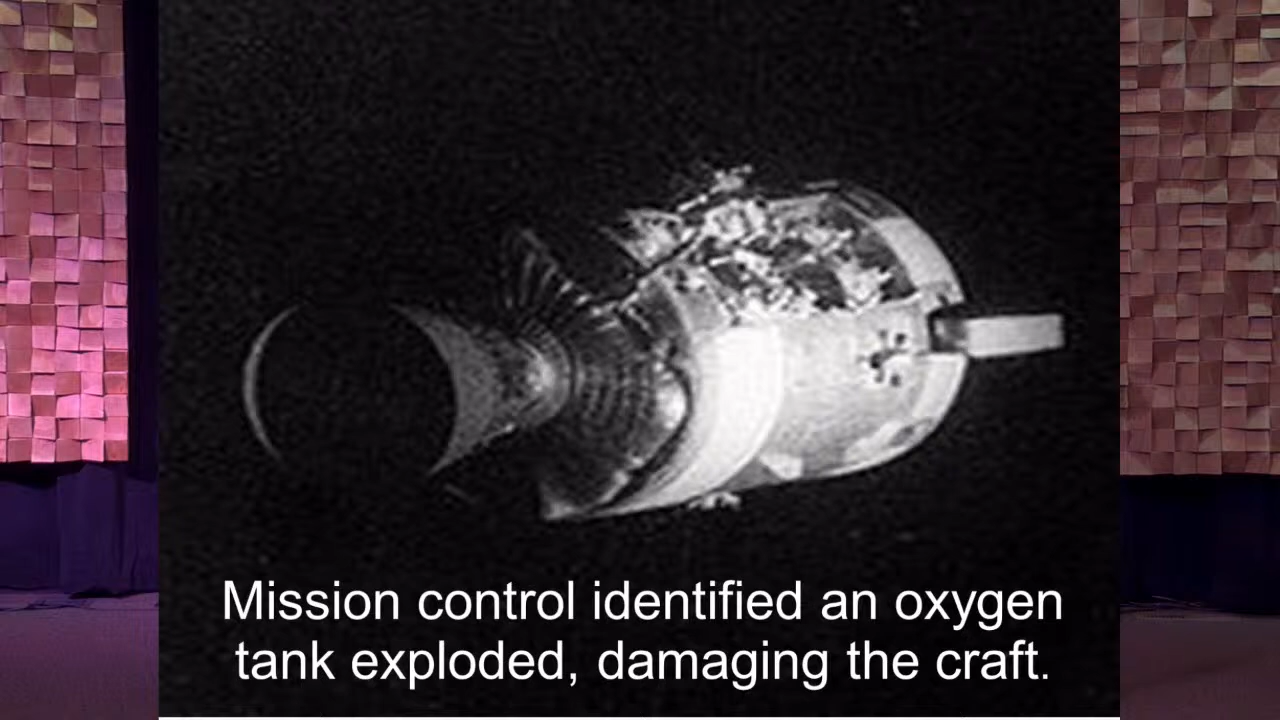 Mission control identified an oxygen
tank exploded, damaging the craft.